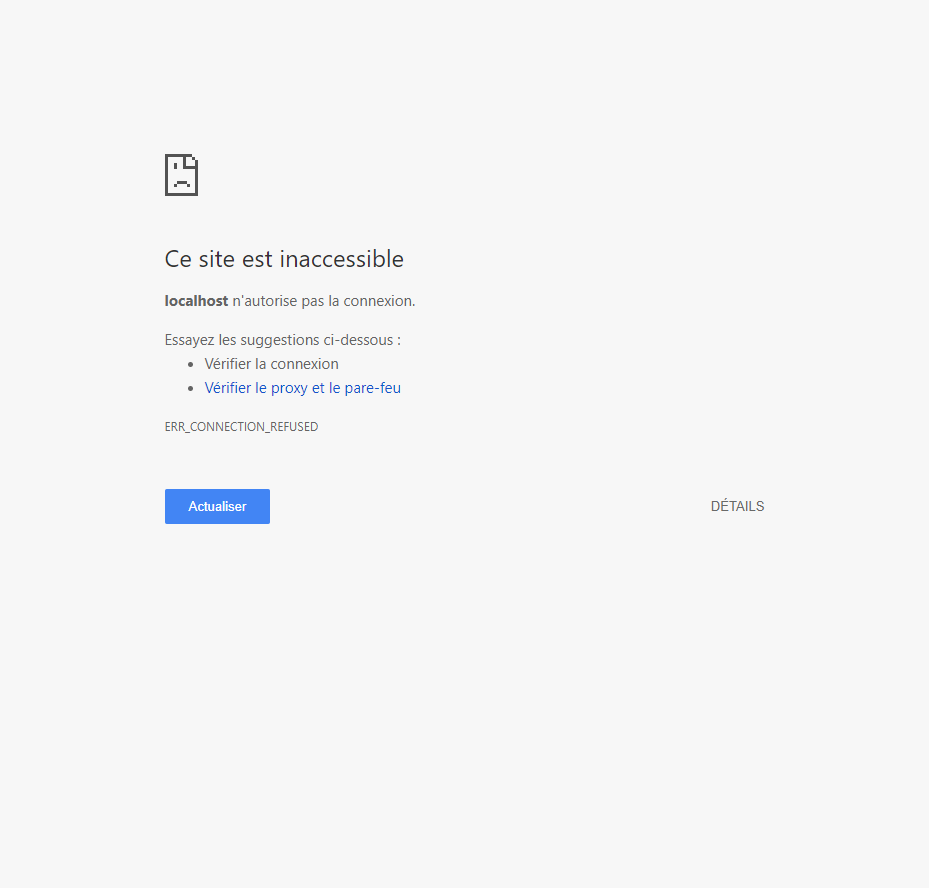 Ce site est inaccessible
localhost n'autorise pas la connexion.
Essayez les suggestions ci-dessous :
• Vérifier la connexion
• Vérifier le proxy et le pare-feu
ERR_CONNECTION_REFUSED
Actualiser
DÉTAILS